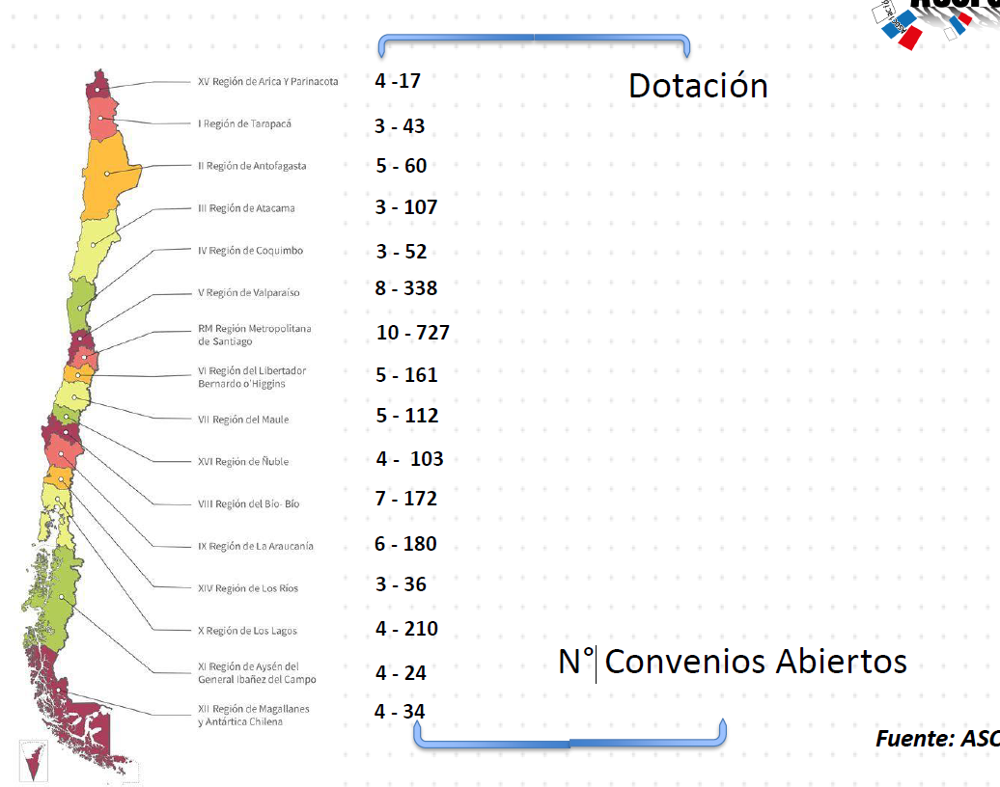 XV Región de Arica Y Parinacota 4 -17
Dotación
I Región de Tarapacá 3 - 43
II Región de Antofagasta 5 - 60
III Región de Atacama 3 - 107
IV Región de Coquimbo 3 - 52
V Región de Valparaíso 8 - 338
RM Región Metropolitana
de Santiago 10 - 727
VI Región del Libertador
Bernardo o'Higgins 5 - 161
VII Región del Maule 5 - 112
XVI Región de Ñuble 4 - 103
VIII Región del Bío- Bío 7 - 172
IX Región de La Araucanía 6 - 180
XIV Región de Los Ríos 3 - 36
X Región de Los Lagos 4 - 210
XI Región de Aysén del
General Ibañez del Campo 4 - 24
N° Convenios Abiertos
XII Región de Magallanes
y Antártica Chilena 4 - 34
Fuente: ASC